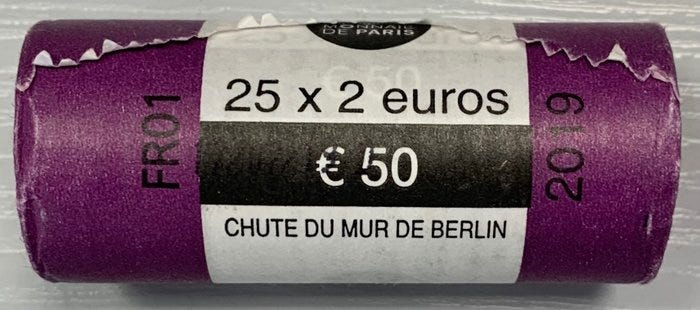 MONNAIE
DE PARIS
25 x 2 euros
€ 50
CHUTE DU MUR DE BERLIN
FR01
2019